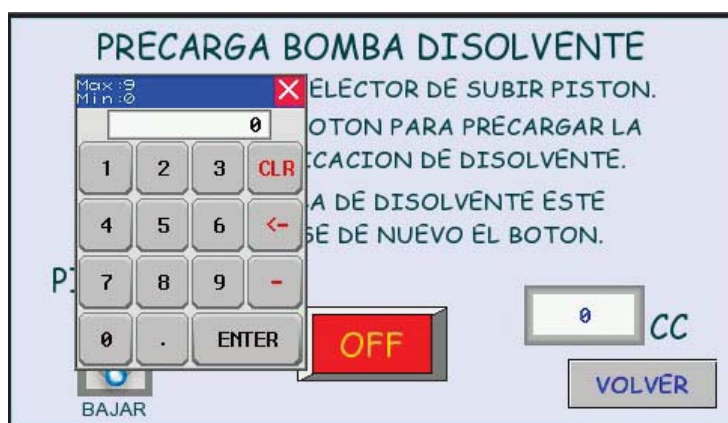 PRECARGA BOMBA DISOLVENTE
Max:9
Min:0
X
ELECTOR DE SUBIR PISTON.
0
OTON PARA PRECARGAR LA
1 2 3 CLR
ICACION DE DISOLVENTE.
A DE DISOLVENTE ESTE
4 5 6 <-
SE DE NUEVO EL BOTON.
7 8 9 -
0 . ENTER
OFF
0 CC
VOLVER
BAJAR